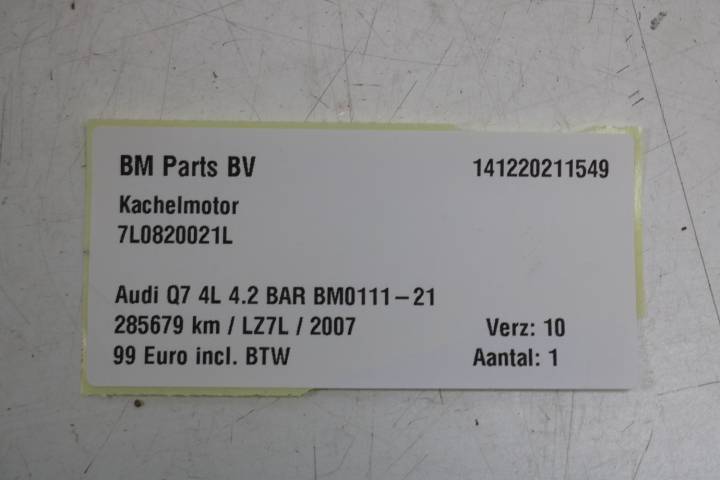 BM Parts BV 141220211549
Kachelmotor
7L0820021L
Audi Q7 4L 4.2 BAR BM0111-21
285679 km / LZ7L / 2007 Verz: 10
99 Euro incl. BTW Aantal: 1